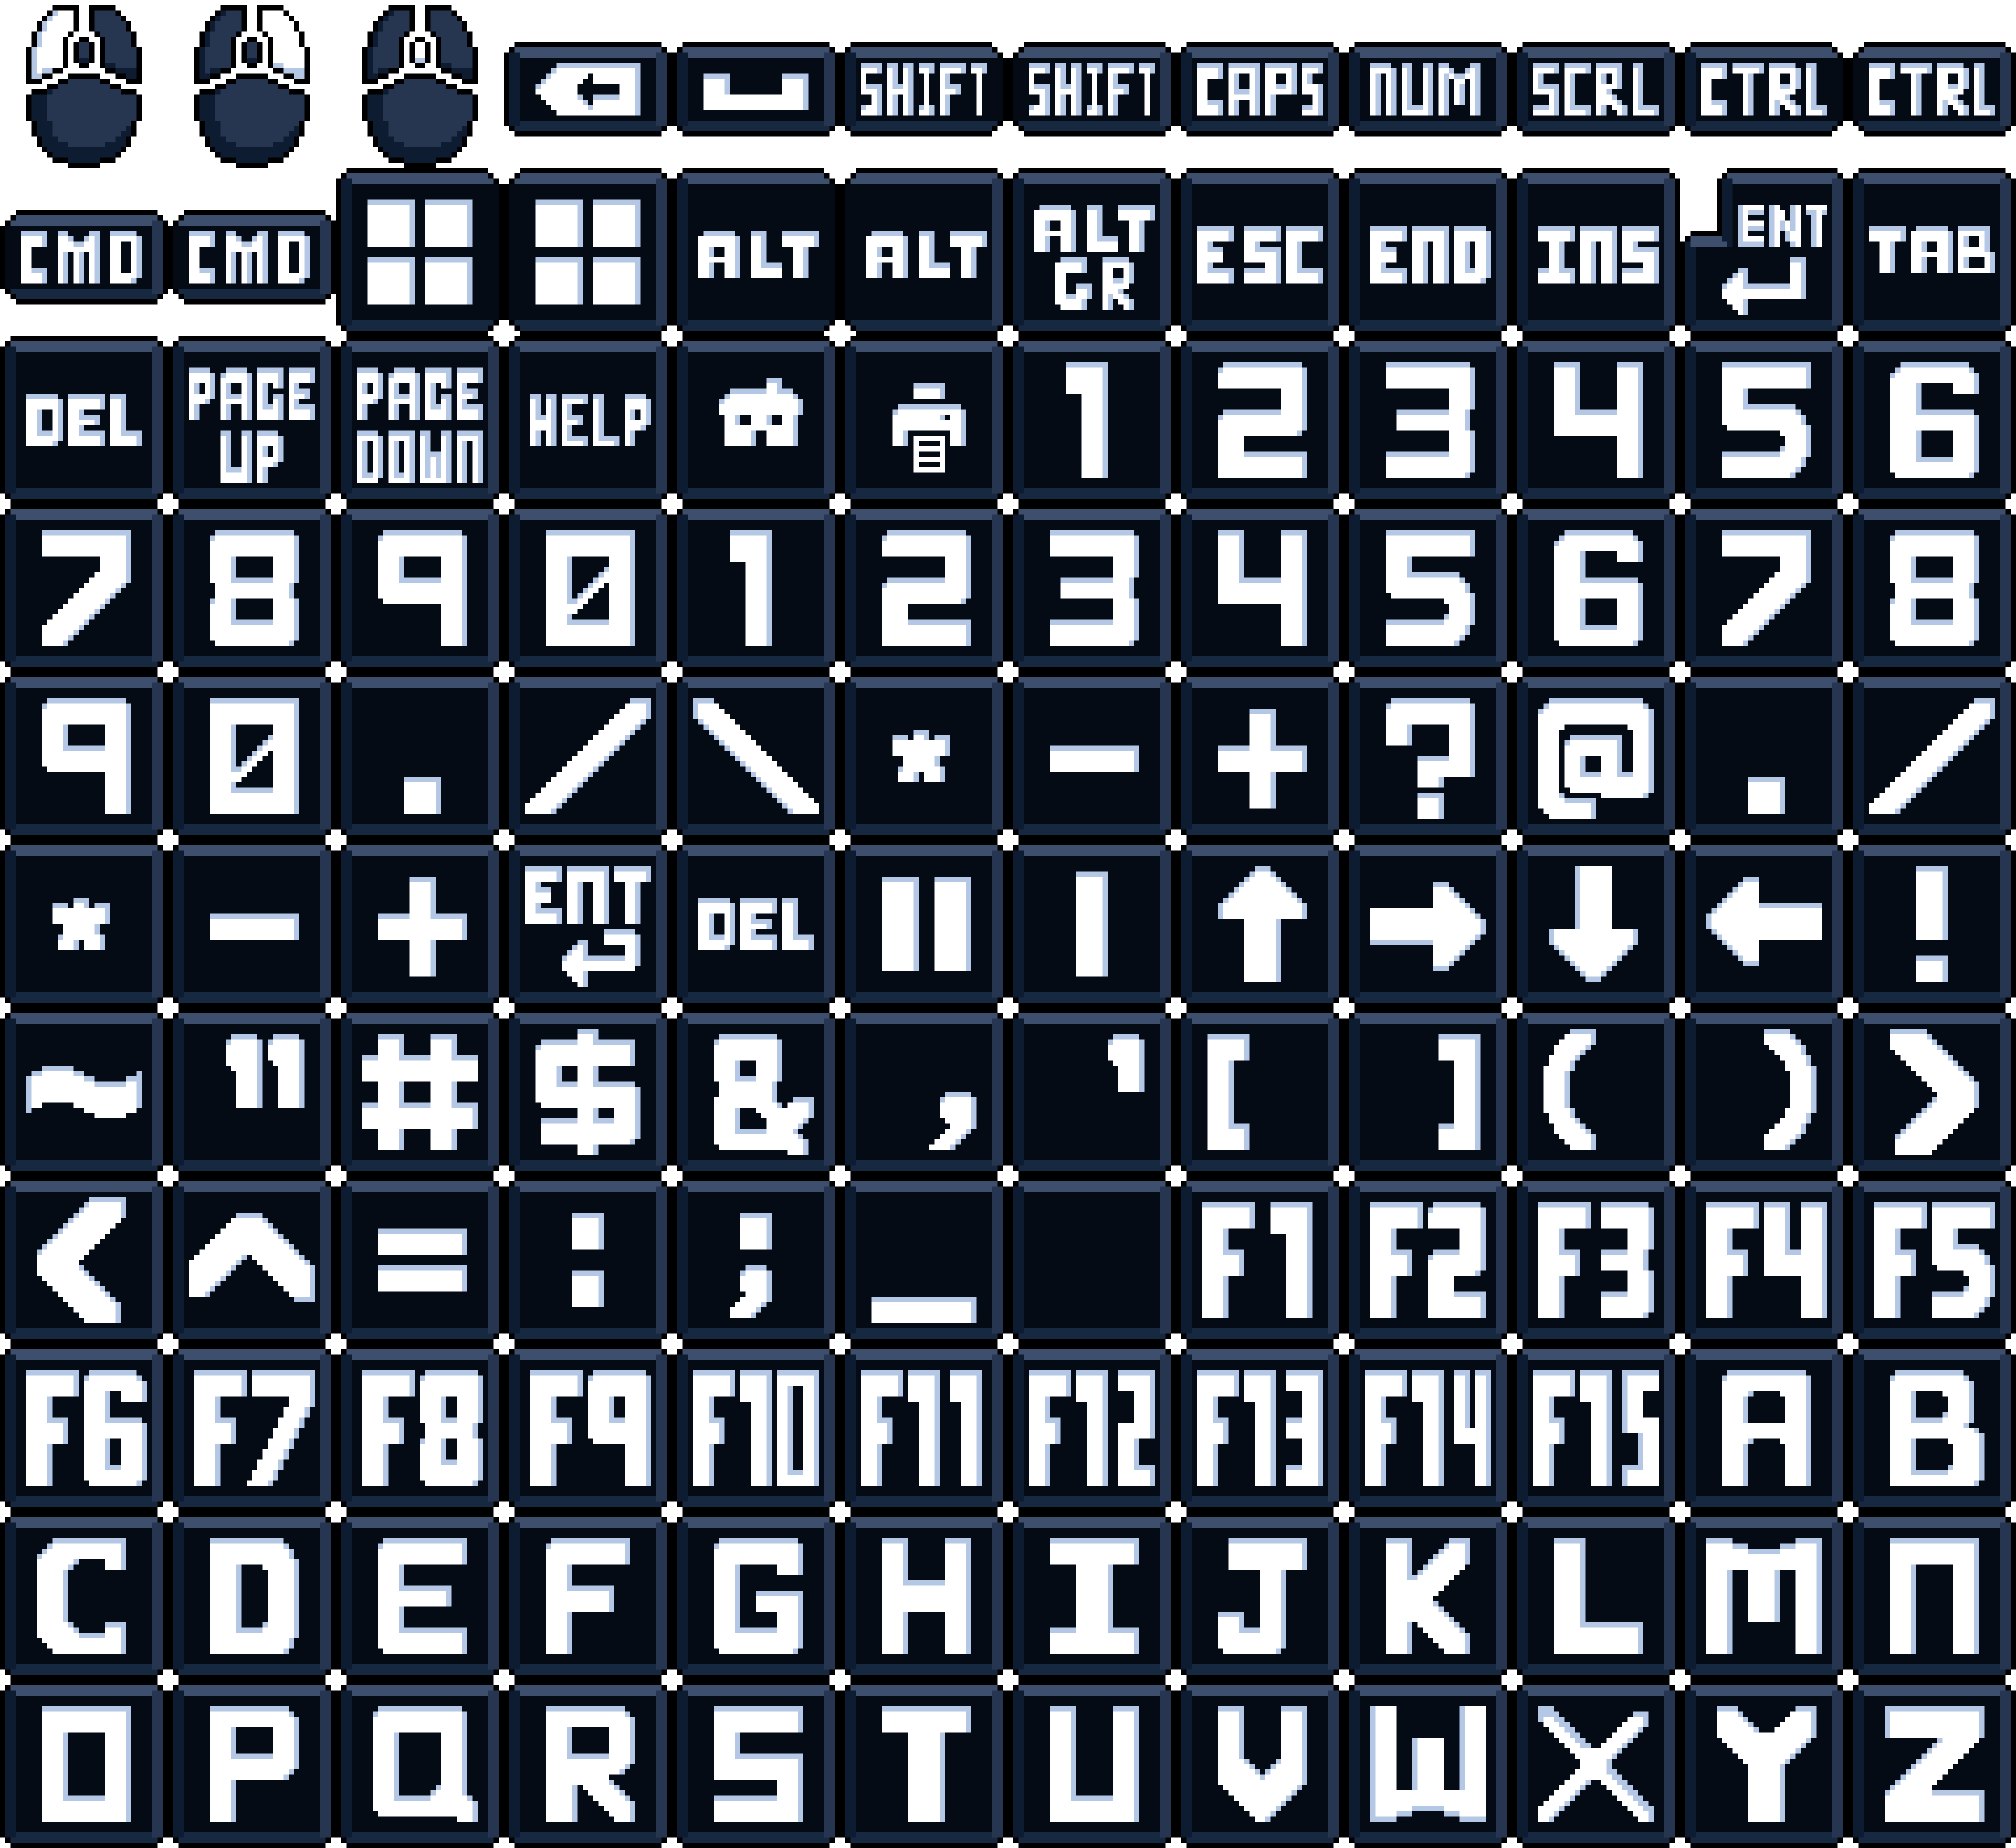 SHIFT SHIFT CAPS NUM SCRL CTRL CTRL
CMD CMD ALT ALT ALT GR ESC END INS ENT TAB
DEL PAGE UP PAGE DOWN HELP 1 2 3 4 5 6
7 8 9 0 1 2 3 4 5 6 7 8
9 0 . / \ * - + ? @ . /
* - + ENT DEL || | ↑ → ↓ ← !
~ " # $ & , ' [ ] ( ) >
< ^ = : ; _ F1 F2 F3 F4 F5
F6 F7 F8 F9 F10 F11 F12 F13 F14 F15 A B
C D E F G H I J K L M N
O P Q R S T U V W X Y Z